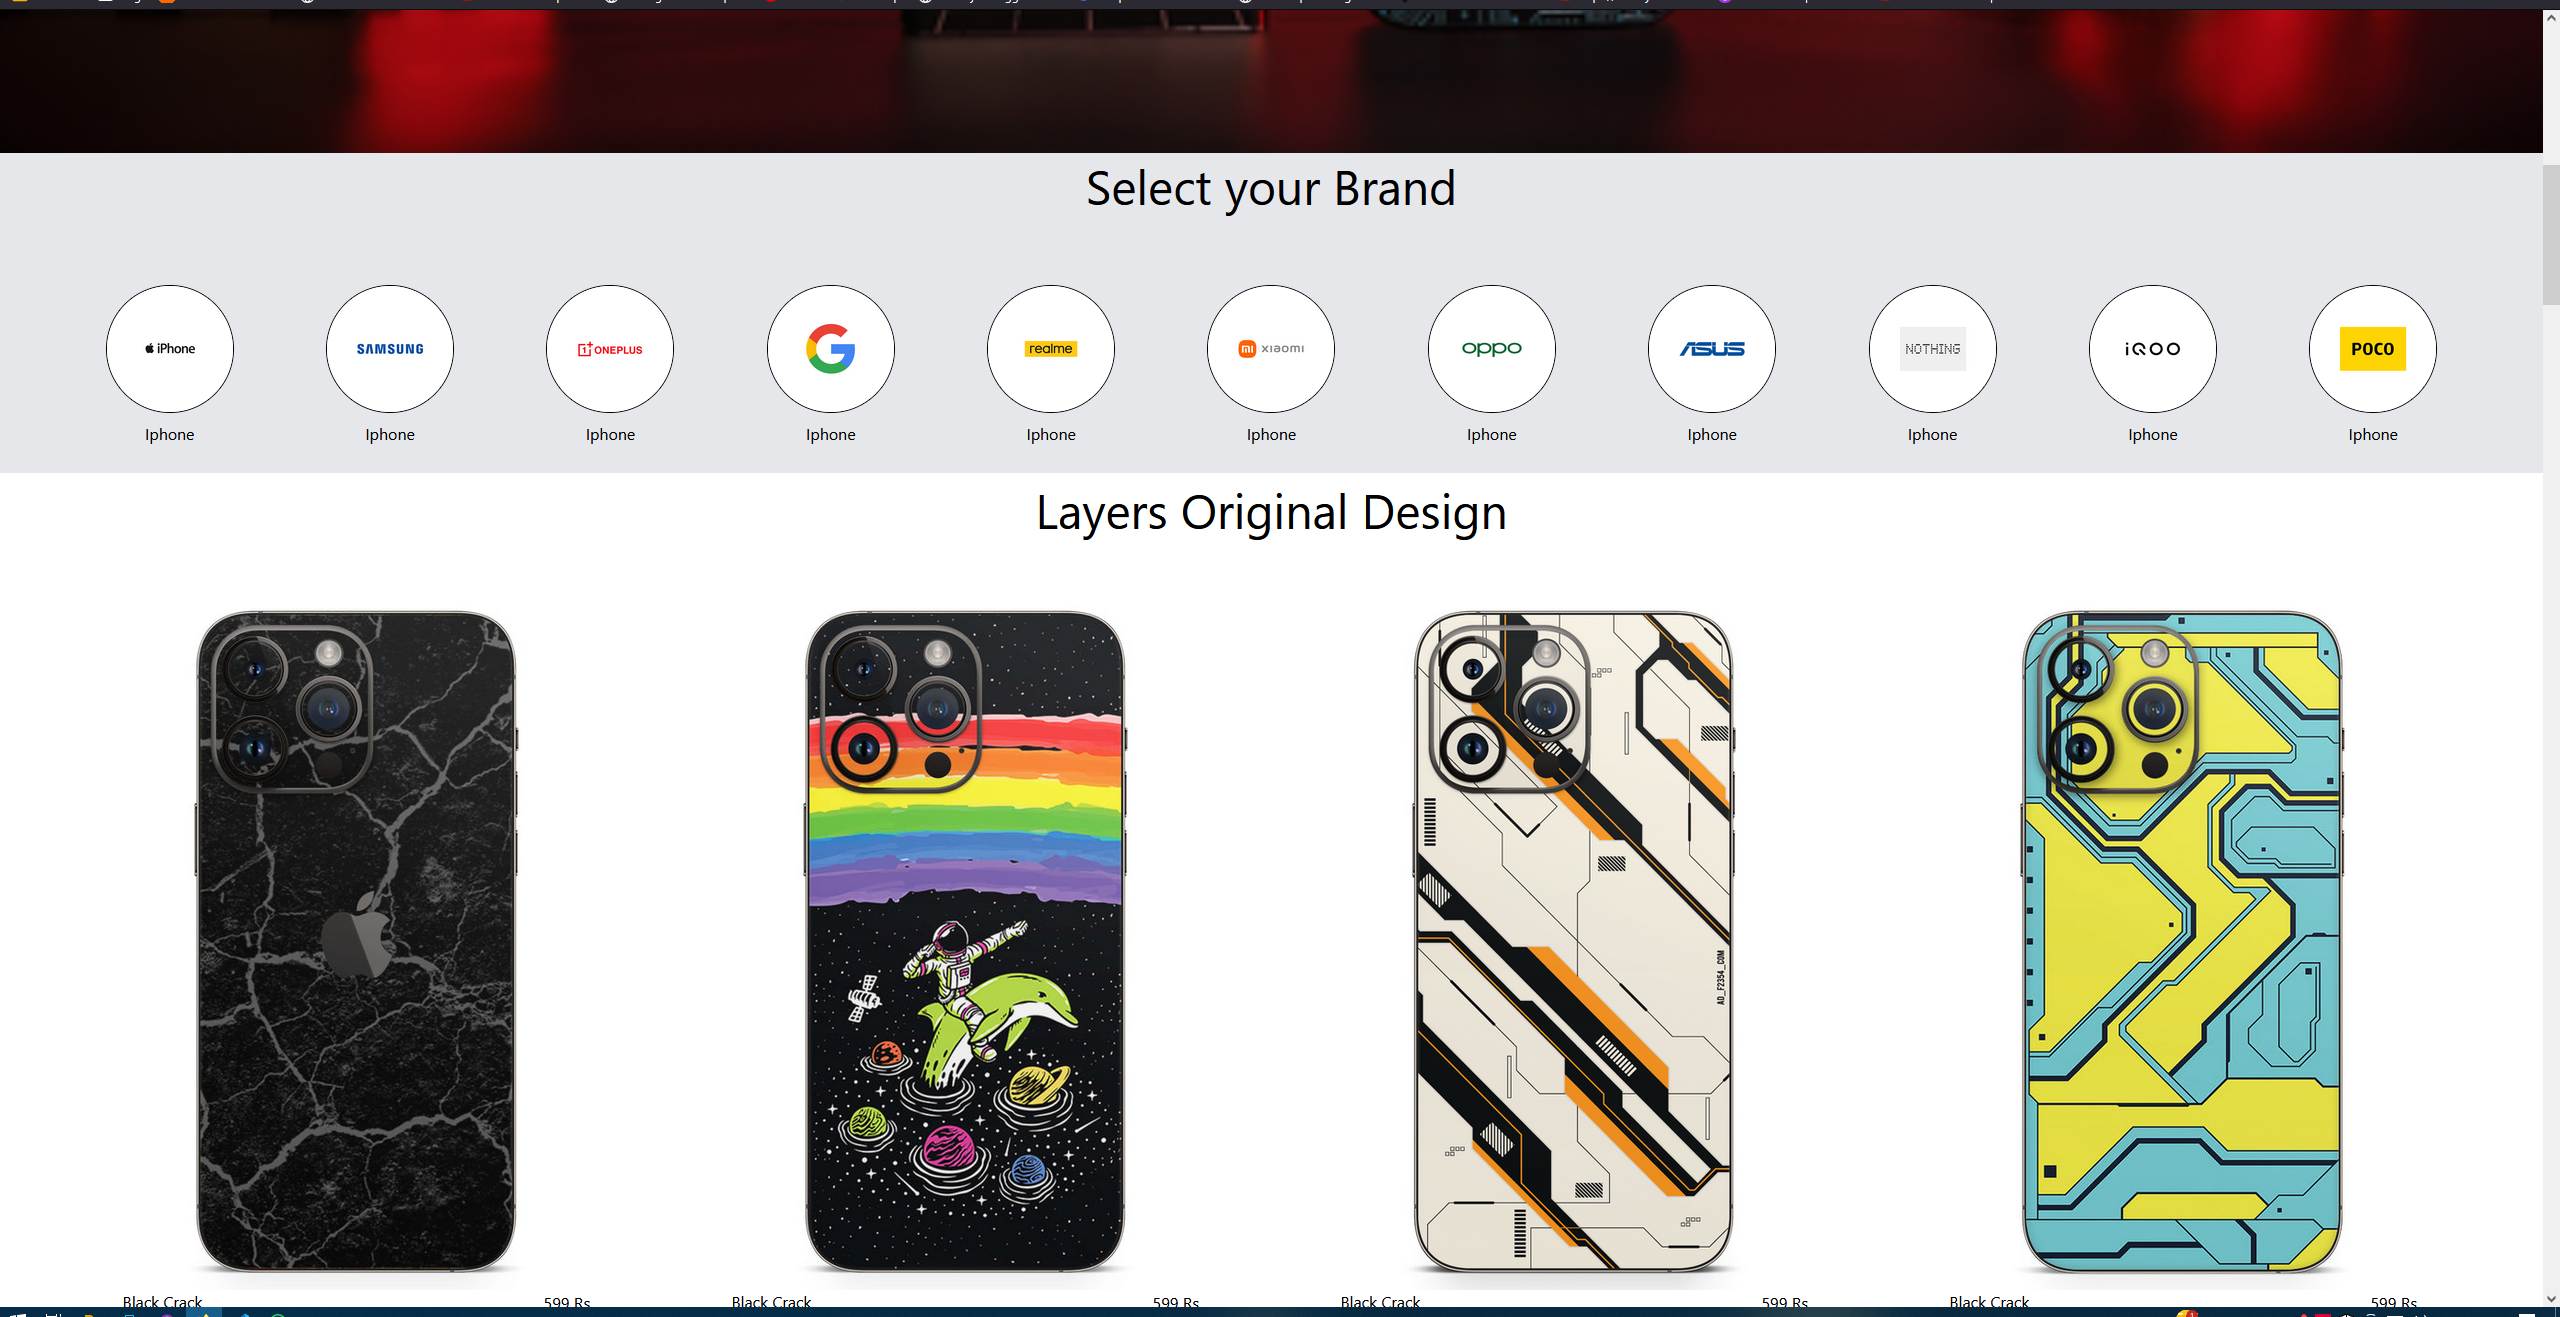 Select your Brand
iPhone
SAMSUNG
1+ ONEPLUS
G
realme
mi xiaomi
oppo
ASUS
NOTHING
iQOO
POCO
Iphone Iphone Iphone Iphone Iphone Iphone Iphone Iphone Iphone Iphone Iphone
Layers Original Design
AD_F2354_COM
Black Crack 599 Rs
Black Crack 599 Rs
Black Crack 599 Rs
Black Crack 599 Rs